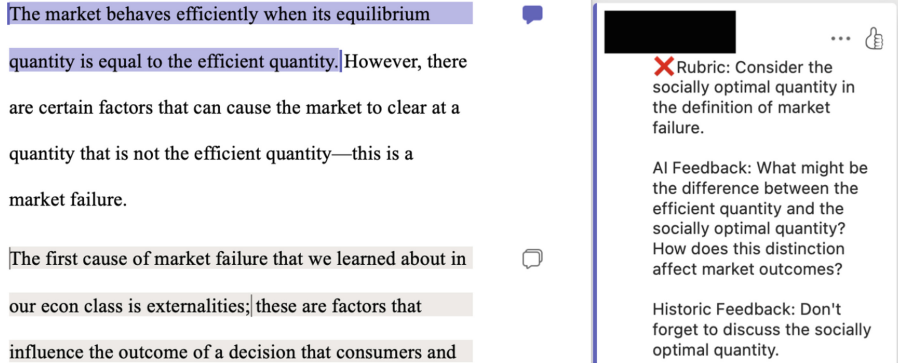 The market behaves efficiently when its equilibrium
quantity is equal to the efficient quantity. However, there
are certain factors that can cause the market to clear at a
quantity that is not the efficient quantity—this is a
market failure.
The first cause of market failure that we learned about in
our econ class is externalities; these are factors that
influence the outcome of a decision that consumers and
❌Rubric: Consider the
socially optimal quantity in
the definition of market
failure.
AI Feedback: What might be
the difference between the
efficient quantity and the
socially optimal quantity?
How does this distinction
affect market outcomes?
Historic Feedback: Don't
forget to discuss the socially
optimal quantity.